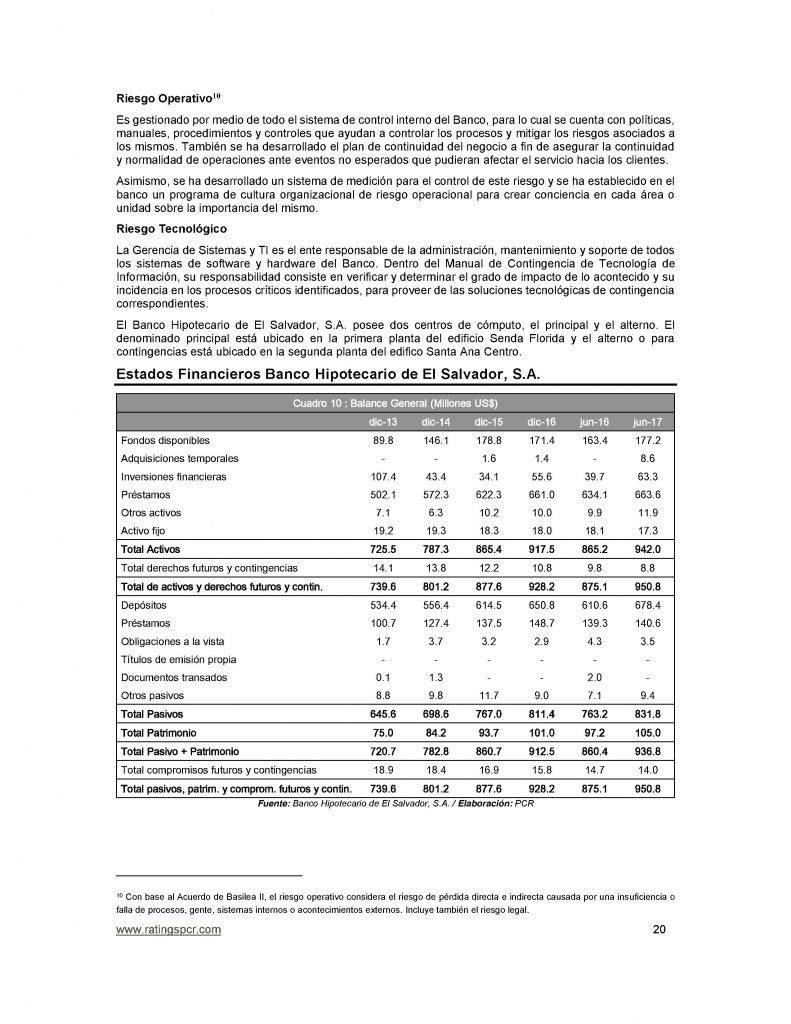 Riesgo Operativo¹⁰
Es gestionado por medio de todo el sistema de control interno del Banco, para lo cual se cuenta con políticas,
manuales, procedimientos y controles que ayudan a controlar los procesos y mitigar los riesgos asociados a
los mismos. También se ha desarrollado el plan de continuidad del negocio a fin de asegurar la continuidad
y normalidad de operaciones ante eventos no esperados que pudieran afectar el servicio hacia los clientes.
Asimismo, se ha desarrollado un sistema de medición para el control de este riesgo y se ha establecido en el
banco un programa de cultura organizacional de riesgo operacional para crear conciencia en cada área o
unidad sobre la importancia del mismo.
Riesgo Tecnológico
La Gerencia de Sistemas y TI es el ente responsable de la administración, mantenimiento y soporte de todos
los sistemas de software y hardware del Banco. Dentro del Manual de Contingencia de Tecnología de
Información, su responsabilidad consiste en verificar y determinar el grado de impacto de lo acontecido y su
incidencia en los procesos críticos identificados, para proveer de las soluciones tecnológicas de contingencia
correspondientes.
El Banco Hipotecario de El Salvador, S.A. posee dos centros de cómputo, el principal y el alterno. El
denominado principal está ubicado en la primera planta del edificio Senda Florida y el alterno o para
contingencias está ubicado en la segunda planta del edifico Santa Ana Centro.
Estados Financieros Banco Hipotecario de El Salvador, S.A.
Cuadro 10 : Balance General (Millones US$)
dic-13 dic-14 dic-15 dic-16 jun-16 jun-17
Fondos disponibles 89.8 146.1 178.8 171.4 163.4 177.2
Adquisiciones temporales - - 1.6 1.4 - 8.6
Inversiones financieras 107.4 43.4 34.1 55.6 39.7 63.3
Préstamos 502.1 572.3 622.3 661.0 634.1 663.6
Otros activos 7.1 6.3 10.2 10.0 9.9 11.9
Activo fijo 19.2 19.3 18.3 18.0 18.1 17.3
Total Activos 725.5 787.3 865.4 917.5 865.2 942.0
Total derechos futuros y contingencias 14.1 13.8 12.2 10.8 9.8 8.8
Total de activos y derechos futuros y contin. 739.6 801.2 877.6 928.2 875.1 950.8
Depósitos 534.4 556.4 614.5 650.8 610.6 678.4
Préstamos 100.7 127.4 137.5 148.7 139.3 140.6
Obligaciones a la vista 1.7 3.7 3.2 2.9 4.3 3.5
Títulos de emisión propia - - - - - -
Documentos transados 0.1 1.3 - - 2.0 -
Otros pasivos 8.8 9.8 11.7 9.0 7.1 9.4
Total Pasivos 645.6 698.6 767.0 811.4 763.2 831.8
Total Patrimonio 75.0 84.2 93.7 101.0 97.2 105.0
Total Pasivo + Patrimonio 720.7 782.8 860.7 912.5 860.4 936.8
Total compromisos futuros y contingencias 18.9 18.4 16.9 15.8 14.7 14.0
Total pasivos, patrim. y comprom. futuros y contin. 739.6 801.2 877.6 928.2 875.1 950.8
Fuente: Banco Hipotecario de El Salvador, S.A. / Elaboración: PCR
¹⁰ Con base al Acuerdo de Basilea II, el riesgo operativo considera el riesgo de pérdida directa e indirecta causada por una insuficiencia o
falla de procesos, gente, sistemas internos o acontecimientos externos. Incluye también el riesgo legal.
www.ratingspcr.com 20